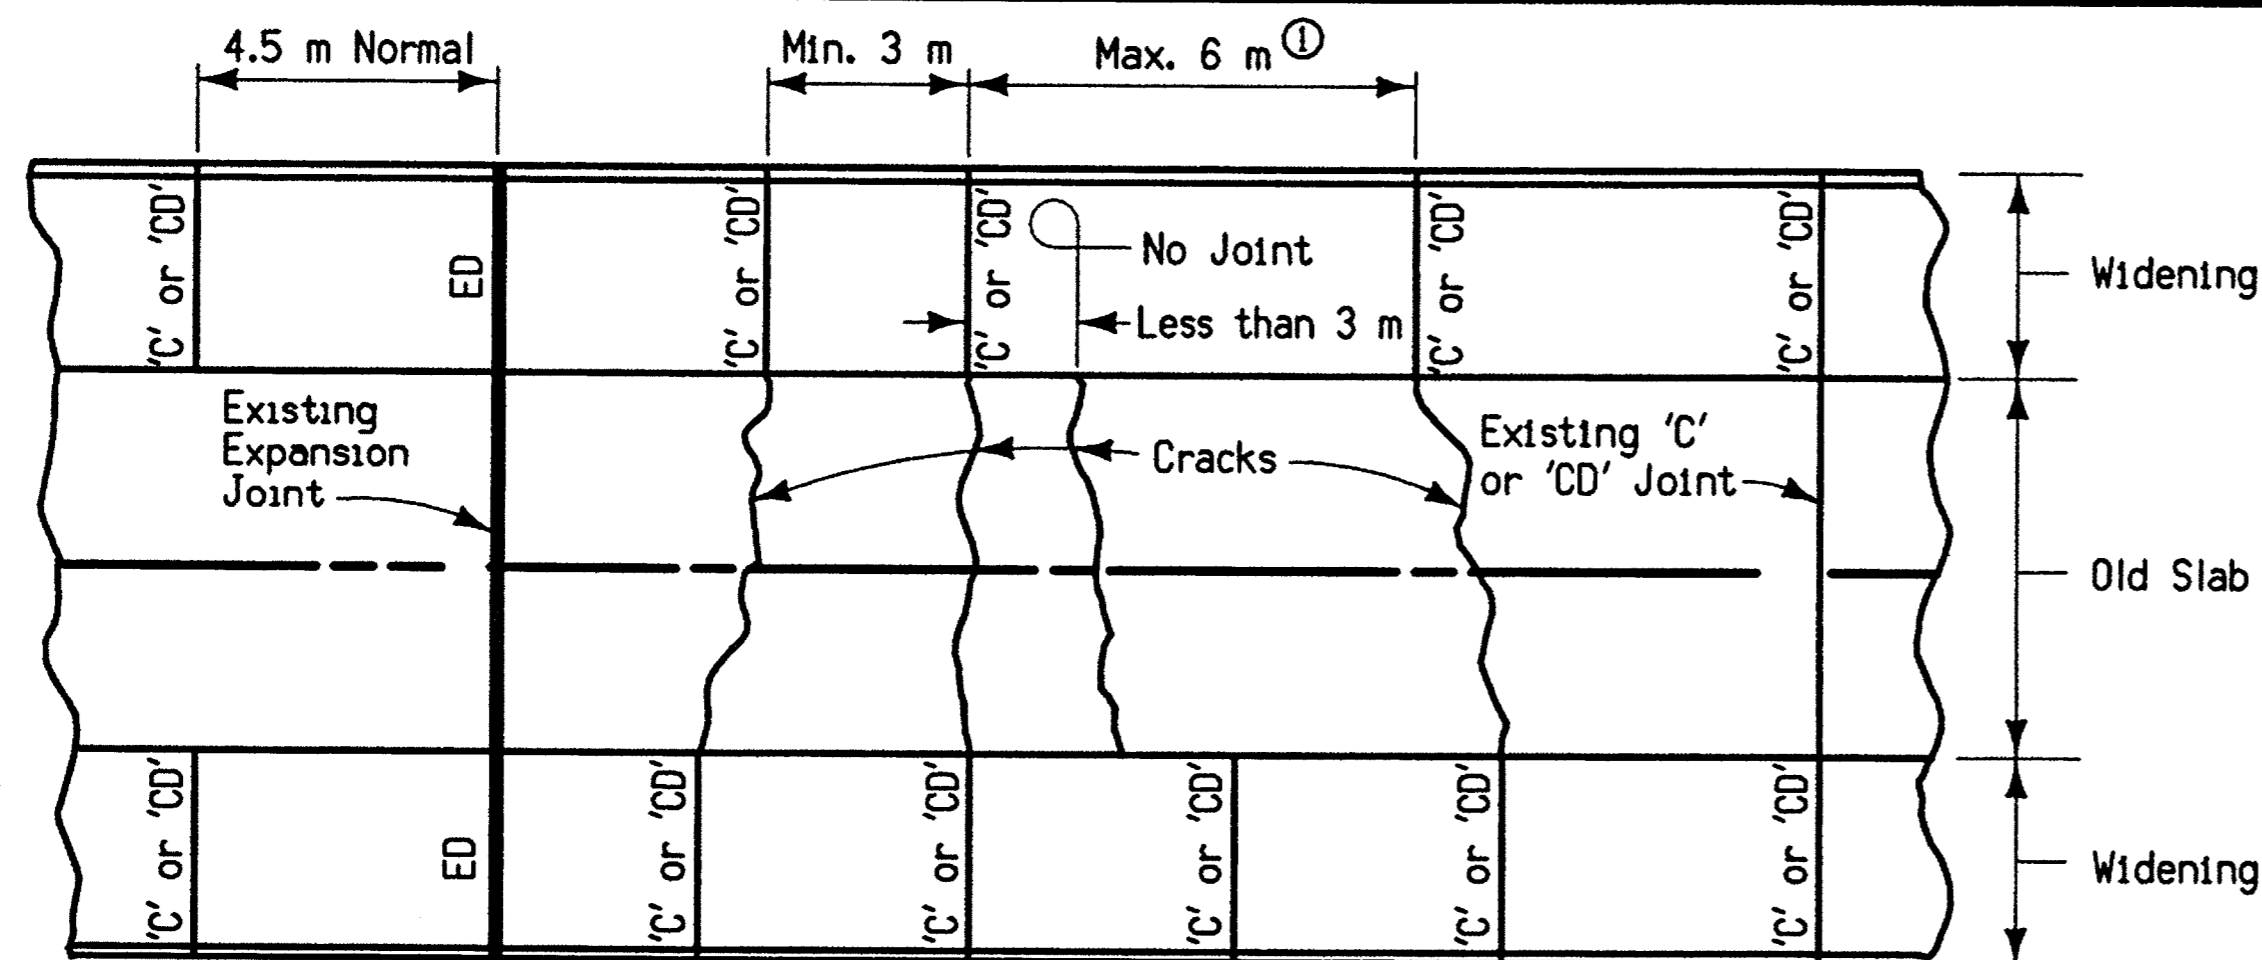 4.5 m Normal
Min. 3 m
Max. 6 m ①
'C' or 'CD'
ED
'C' or 'CD'
'C' or 'CD'
No Joint
Less than 3 m
'C' or 'CD'
'C' or 'CD'
Widening
Existing
Expansion
Joint
Cracks
Existing 'C'
or 'CD' Joint
Old Slab
'C' or 'CD'
ED
'C' or 'CD'
'C' or 'CD'
'C' or 'CD'
'C' or 'CD'
'C' or 'CD'
Widening